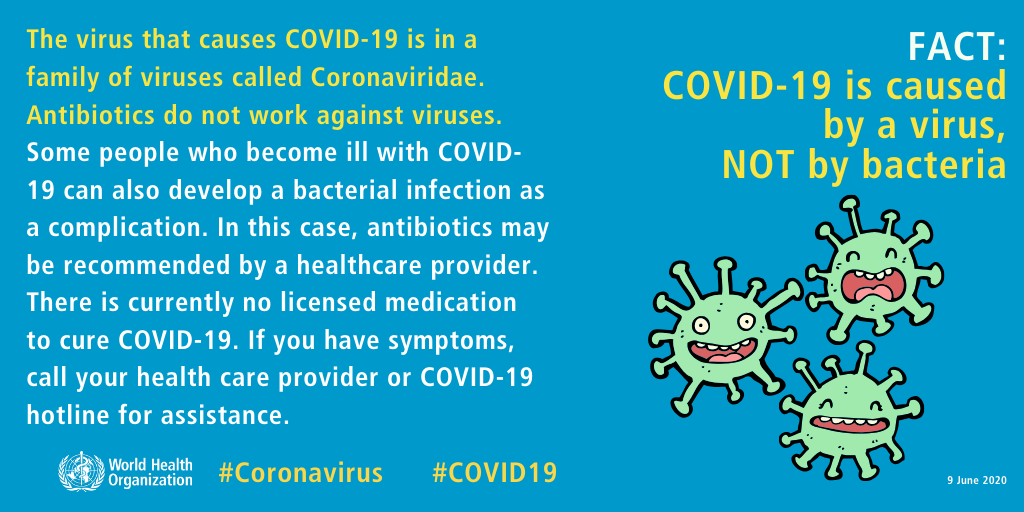 The virus that causes COVID-19 is in a
family of viruses called Coronaviridae.
Antibiotics do not work against viruses.
Some people who become ill with COVID-
19 can also develop a bacterial infection as
a complication. In this case, antibiotics may
be recommended by a healthcare provider.
There is currently no licensed medication
to cure COVID-19. If you have symptoms,
call your health care provider or COVID-19
hotline for assistance.
FACT:
COVID-19 is caused
by a virus,
NOT by bacteria
World Health
Organization
#Coronavirus #COVID19
9 June 2020